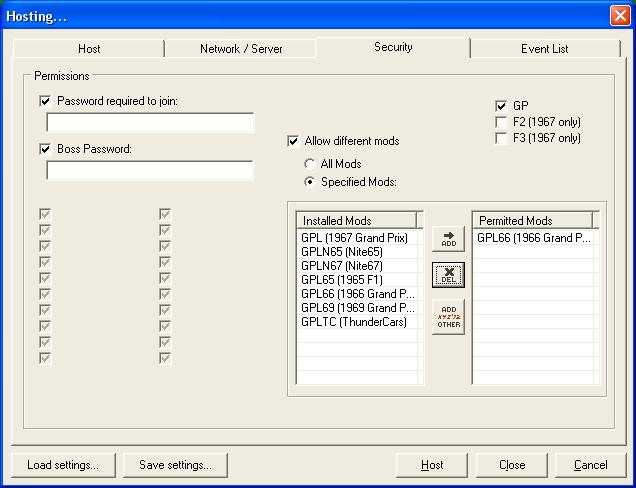 Hosting...
Host
Network / Server
Security
Event List
Permissions
Password required to join:
Boss Password:
GP
F2 (1967 only)
F3 (1967 only)
Allow different mods
All Mods
Specified Mods:
Installed Mods
GPL (1967 Grand Prix)
GPLN65 (Nite65)
GPLN67 (Nite67)
GPL65 (1965 F1)
GPL66 (1966 Grand P...
GPL69 (1969 Grand P...
GPLTC (ThunderCars)
ADD
DEL
ADD
XYZ'72
OTHER
Permitted Mods
GPL66 (1966 Grand P...
Load settings...
Save settings...
Host
Close
Cancel